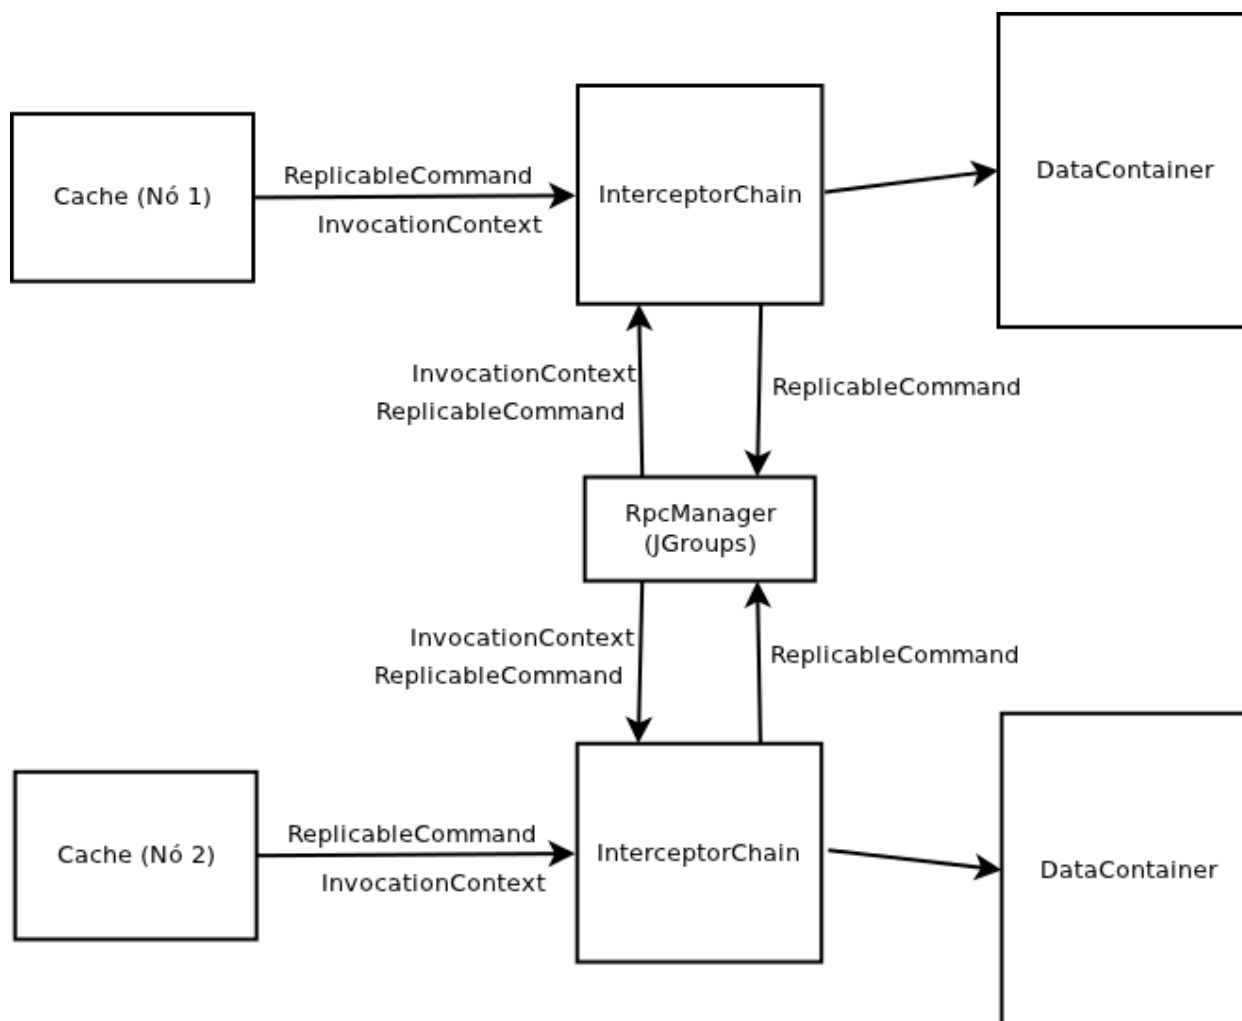 Cache (Nó 1)
ReplicableCommand
InvocationContext
InterceptorChain
DataContainer
InvocationContext
ReplicableCommand
ReplicableCommand
RpcManager
(JGroups)
InvocationContext
ReplicableCommand
ReplicableCommand
Cache (Nó 2)
ReplicableCommand
InvocationContext
InterceptorChain
DataContainer